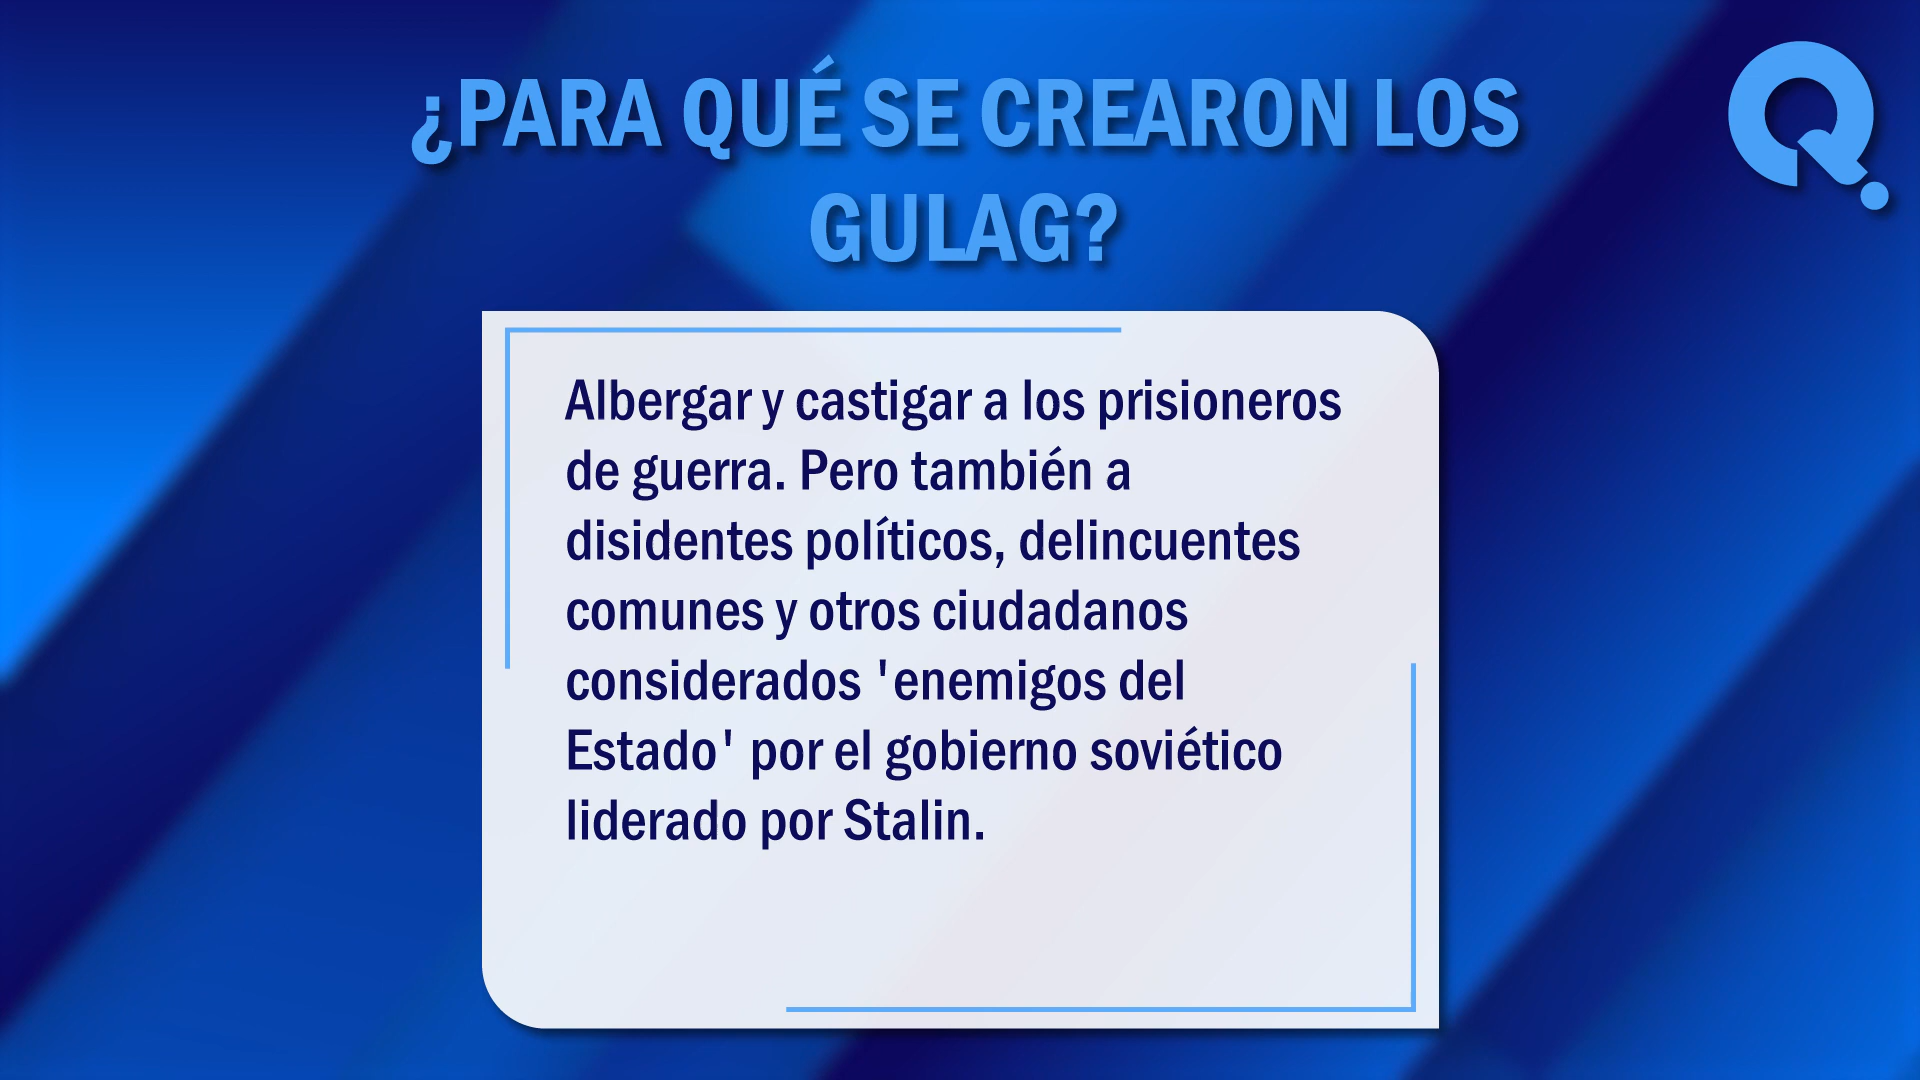 ¿PARA QUÉ SE CREARON LOS
GULAG?
Albergar y castigar a los prisioneros
de guerra. Pero también a
disidentes políticos, delincuentes
comunes y otros ciudadanos
considerados 'enemigos del
Estado' por el gobierno soviético
liderado por Stalin.
Q.